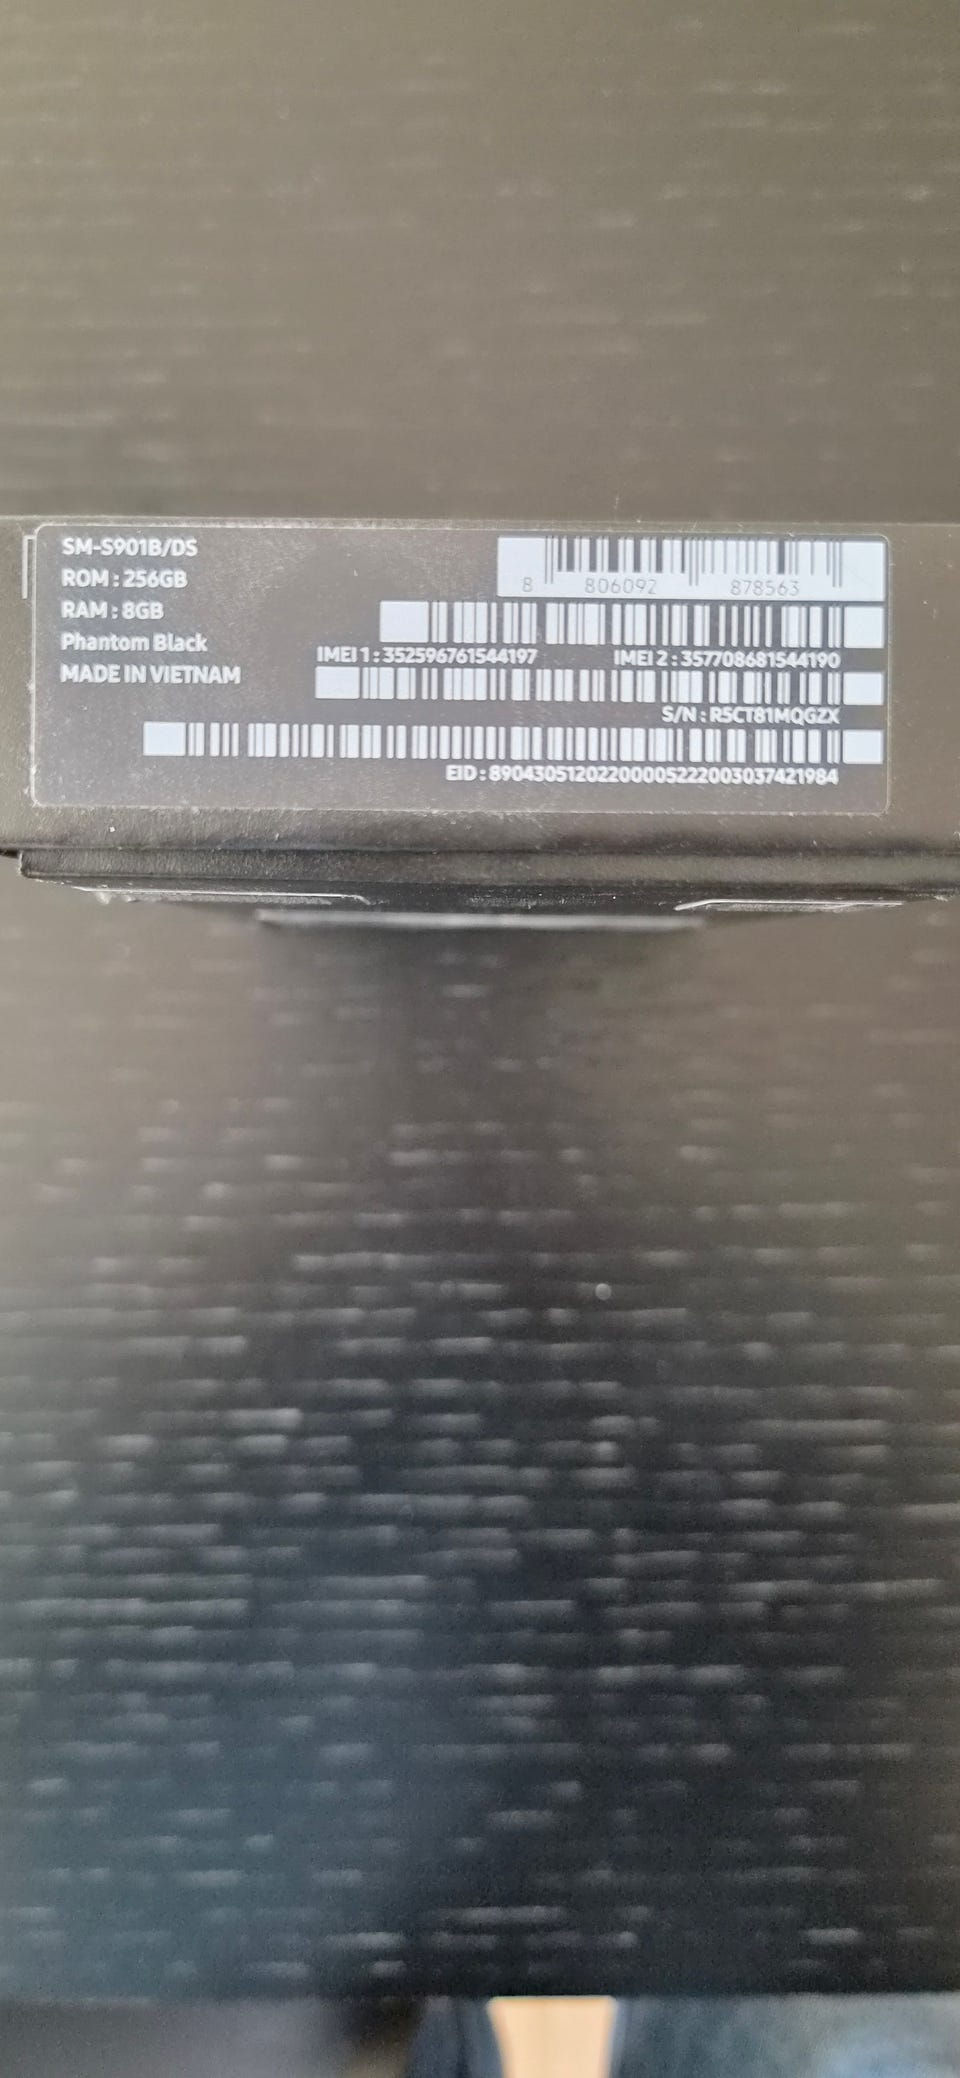 SM-S901B/DS
ROM : 256GB
RAM : 8GB
Phantom Black
MADE IN VIETNAM
8 806092 878563
IMEI 1 : 352596761544197 IMEI 2 : 357708681544190
S/N : R5CT81MQGZX
EID : 89043051202200005222003037421984